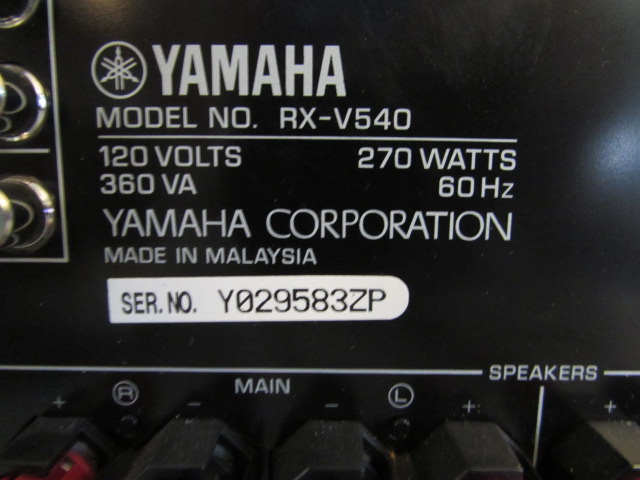 YAMAHA
MODEL NO. RX-V540
120 VOLTS 270 WATTS
360 VA 60 Hz
YAMAHA CORPORATION
MADE IN MALAYSIA
SER.NO. Y029583ZP
SPEAKERS
MAIN
+ R - - L + +